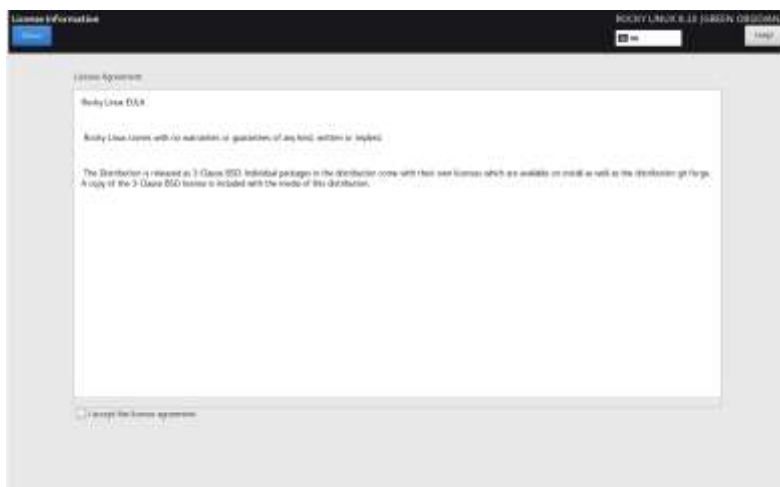 License Information
ROCKY LINUX 8.10 (GREEN OBSIDIAN
Done
us
Help!
License Agreement
Rocky Linux EULA
Rocky Linux comes with no warranties or guarantees of any kind, written or implied.
The Distribution is released as 3-Clause BSD. Individual packages in the distribution come with their own licenses which are available on install as well as the distribution git forge.
A copy of the 3-Clause BSD license is included with the media of this distribution.
I accept the license agreement.